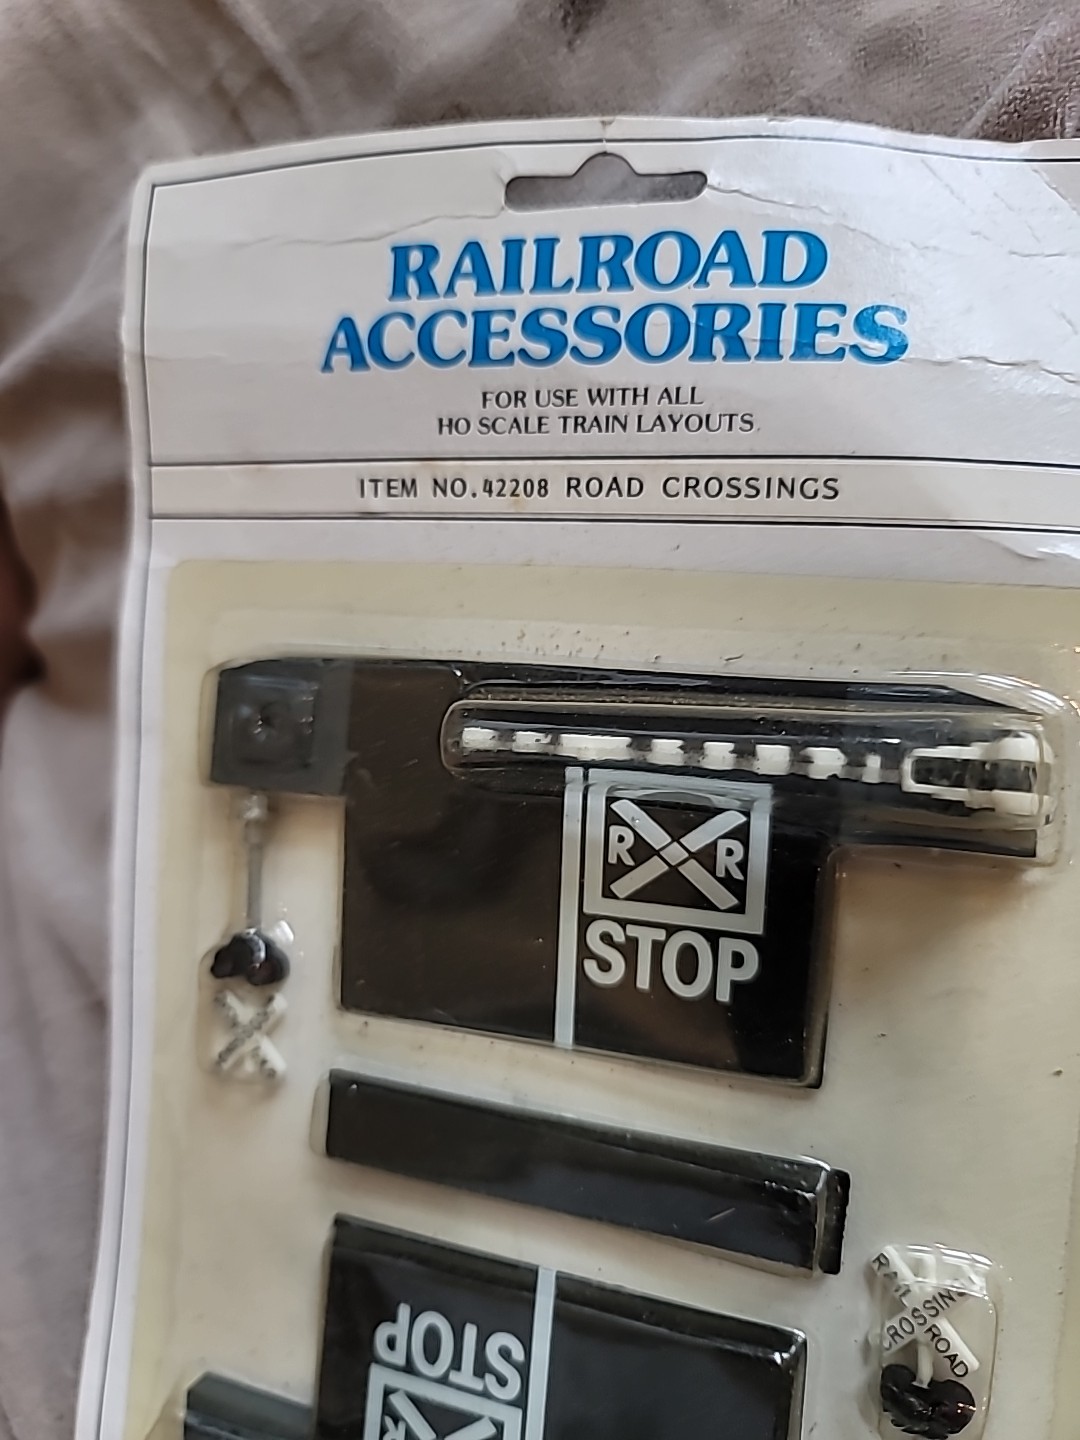 RAILROAD
ACCESSORIES
FOR USE WITH ALL
HO SCALE TRAIN LAYOUTS.
ITEM NO. 42208 ROAD CROSSINGS
R R
STOP
RAIL ROAD
CROSSING
STOP
R